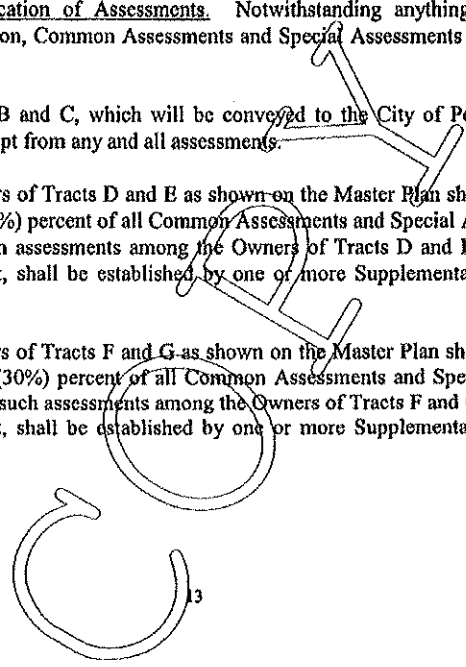 cation of Assessments. Notwithstanding anything
on, Common Assessments and Special Assessments
B and C, which will be conveyed to the City of Po
pt from any and all assessments.
rs of Tracts D and E as shown on the Master Plan sh
%) percent of all Common Assessments and Special A
n assessments among the Owners of Tracts D and
, shall be established by one or more Supplementa
rs of Tracts F and G as shown on the Master Plan sh
(30%) percent of all Common Assessments and Spe
such assessments among the Owners of Tracts F and
, shall be established by one or more Supplementa
13
COPY